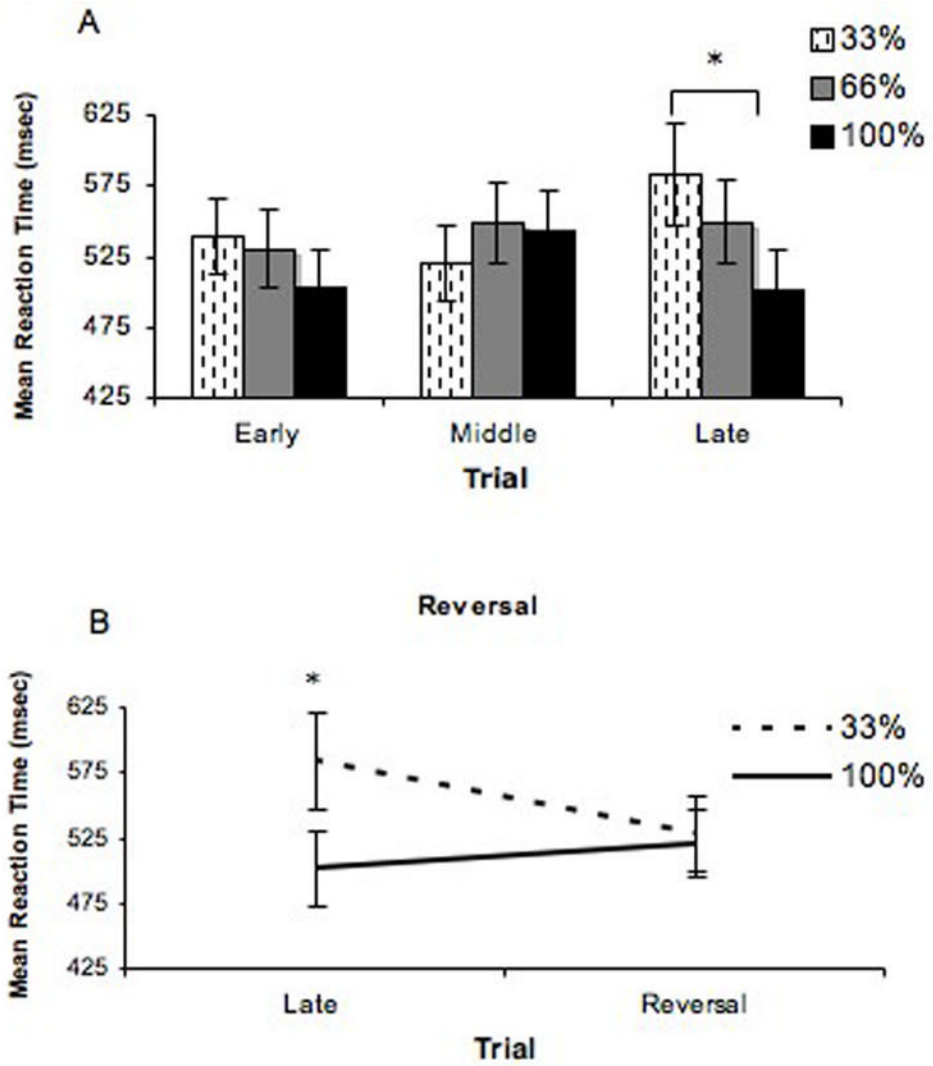 A
*
33%
66%
100%
Mean Reaction Time (msec)
625
575
525
475
425
Early Middle Late
Trial
Reversal
B
*
33%
100%
Mean Reaction Time (msec)
625
575
525
475
425
Late Reversal
Trial